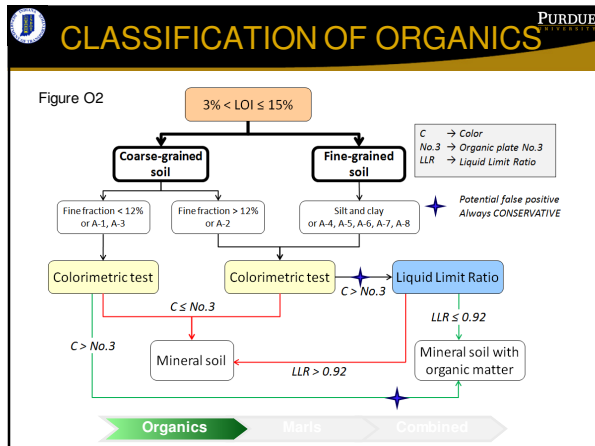 PURDUE
UNIVERSITY
CLASSIFICATION OF ORGANICS
Figure O2
3% < LOI ≤ 15%
C → Color
No.3 → Organic plate No.3
LLR → Liquid Limit Ratio
Coarse-grained
soil
Fine-grained
soil
Potential false positive
Always CONSERVATIVE
Fine fraction < 12%
or A-1, A-3
Fine fraction > 12%
or A-2
Silt and clay
or A-4, A-5, A-6, A-7, A-8
Colorimetric test
Colorimetric test
C > No.3
Liquid Limit Ratio
C ≤ No.3
LLR ≤ 0.92
C > No.3
Mineral soil
LLR > 0.92
Mineral soil with
organic matter
Organics
Marls
Combined